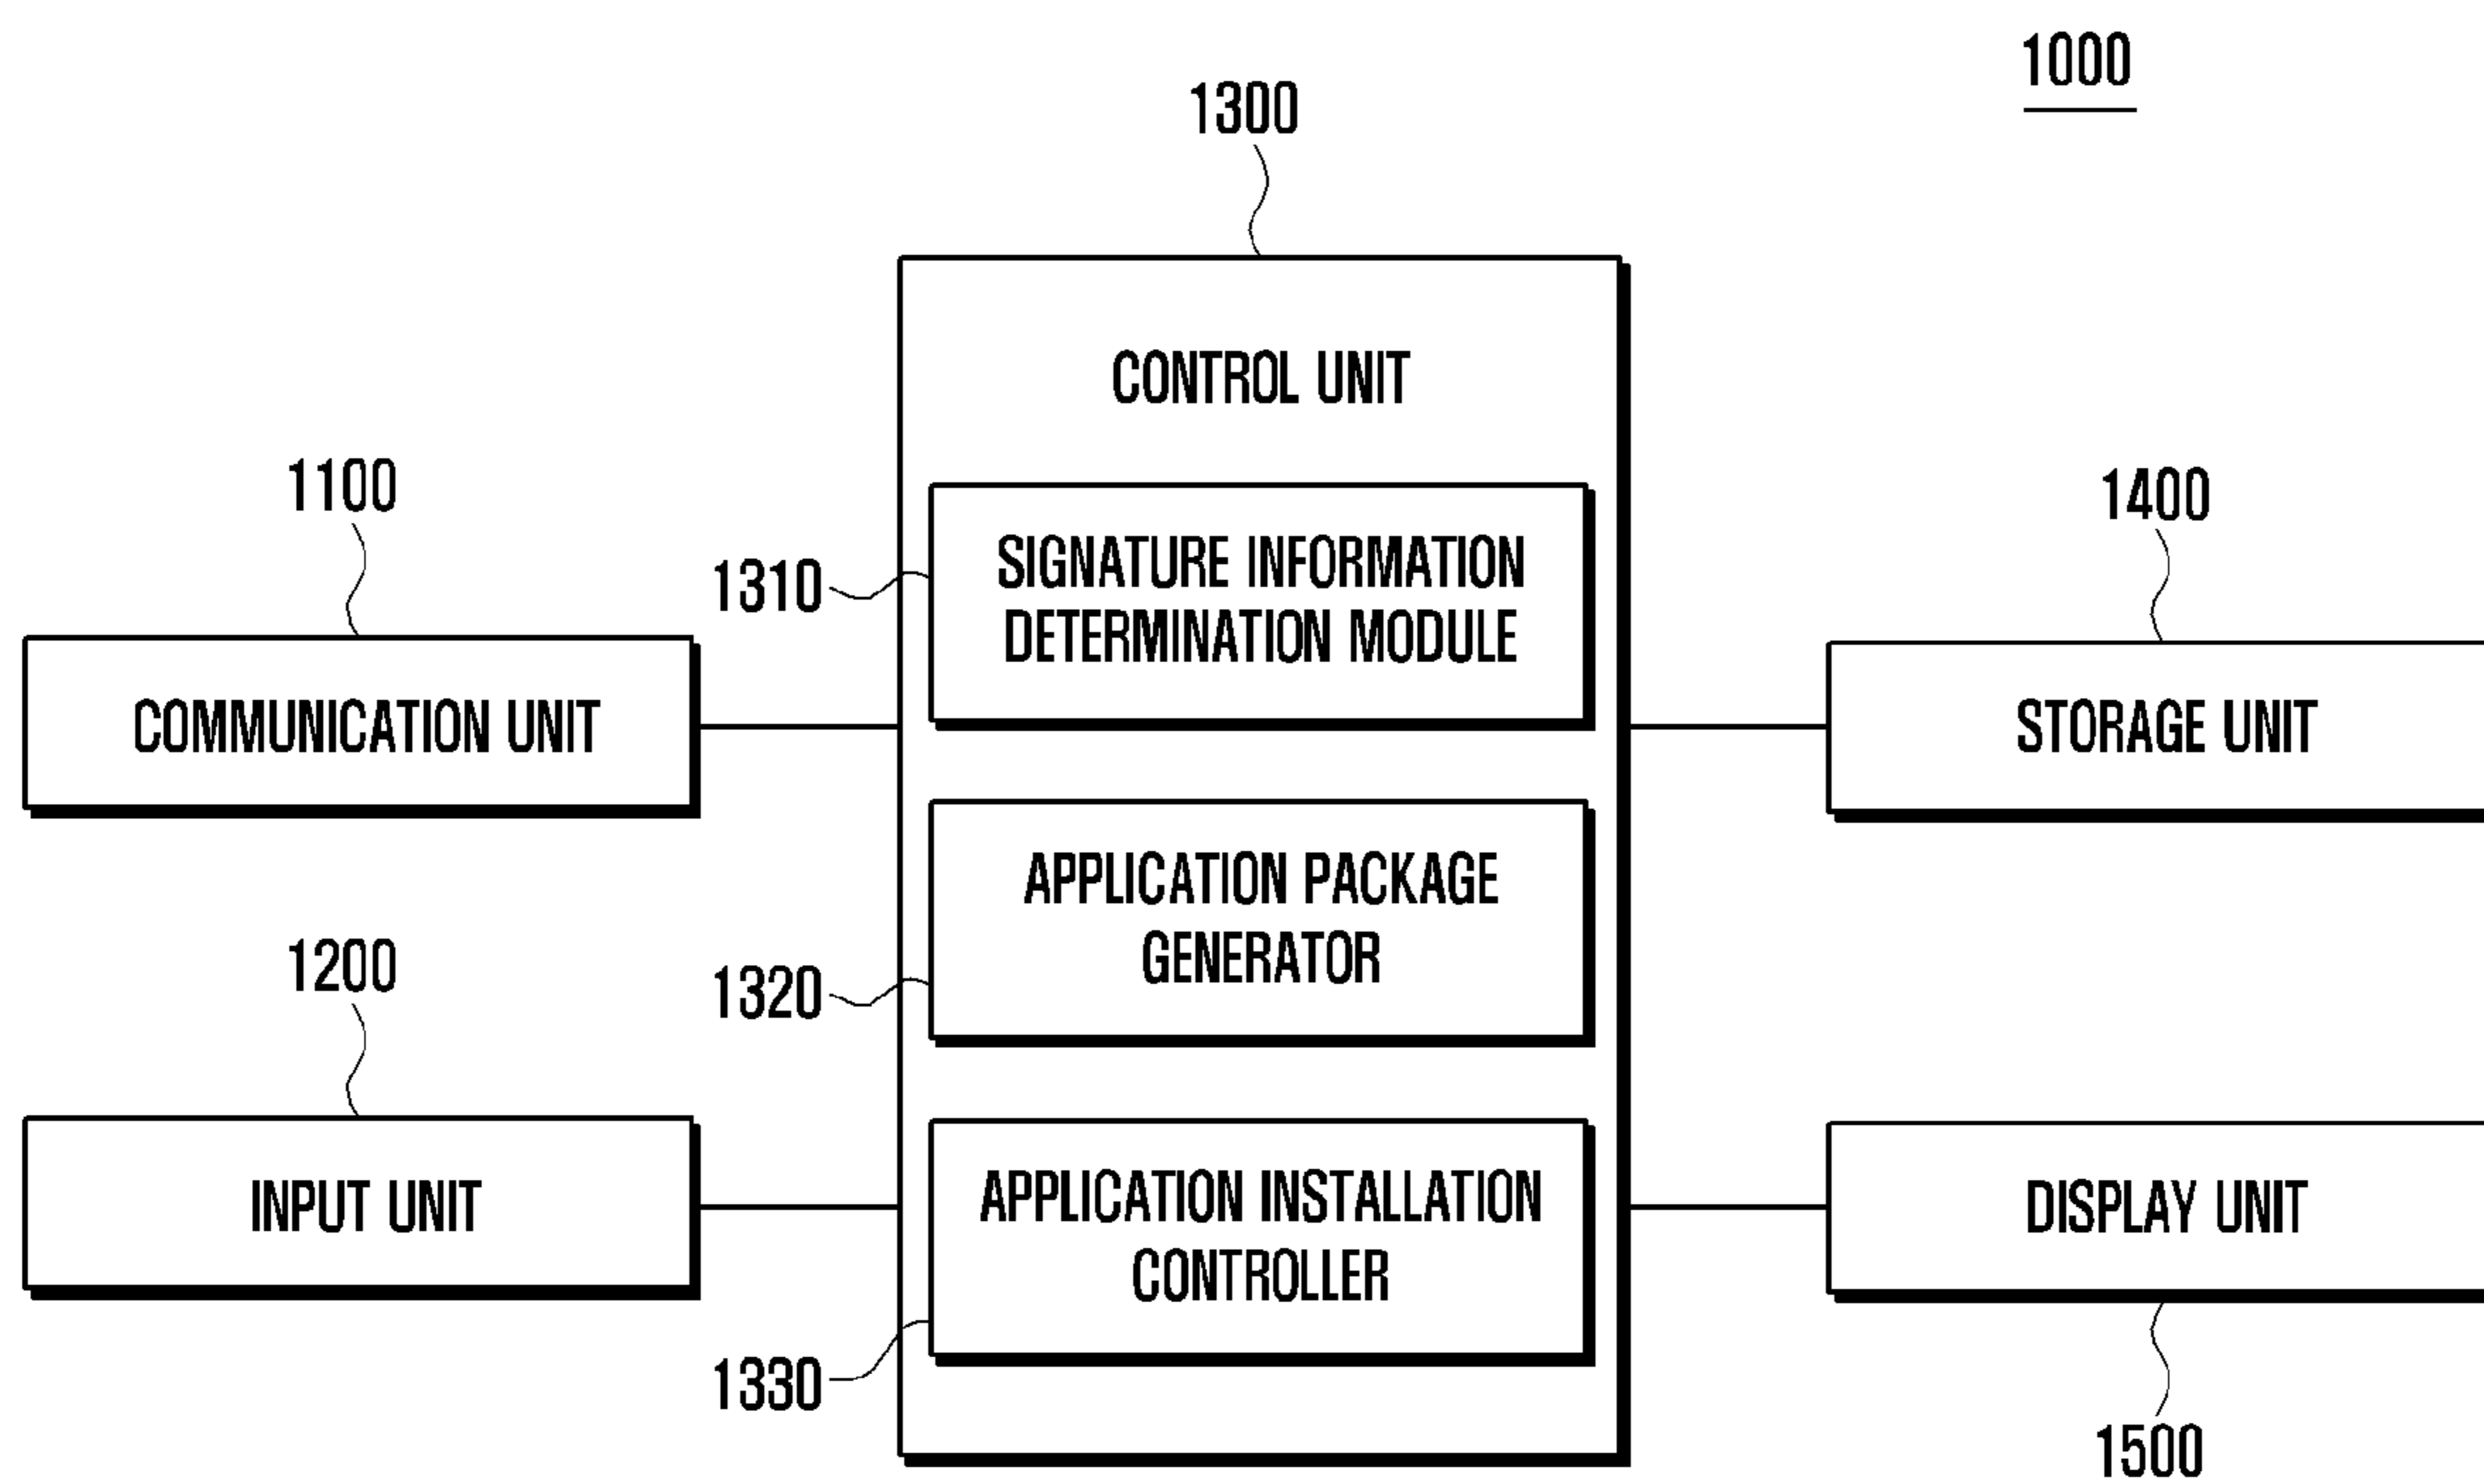 1000
1300
CONTROL UNIT
1100
1310
SIGNATURE INFORMATION
DETERMINATION MODULE
1400
COMMUNICATION UNIT
STORAGE UNIT
1200
1320
APPLICATION PACKAGE
GENERATOR
INPUT UNIT
1330
APPLICATION INSTALLATION
CONTROLLER
DISPLAY UNIT
1500